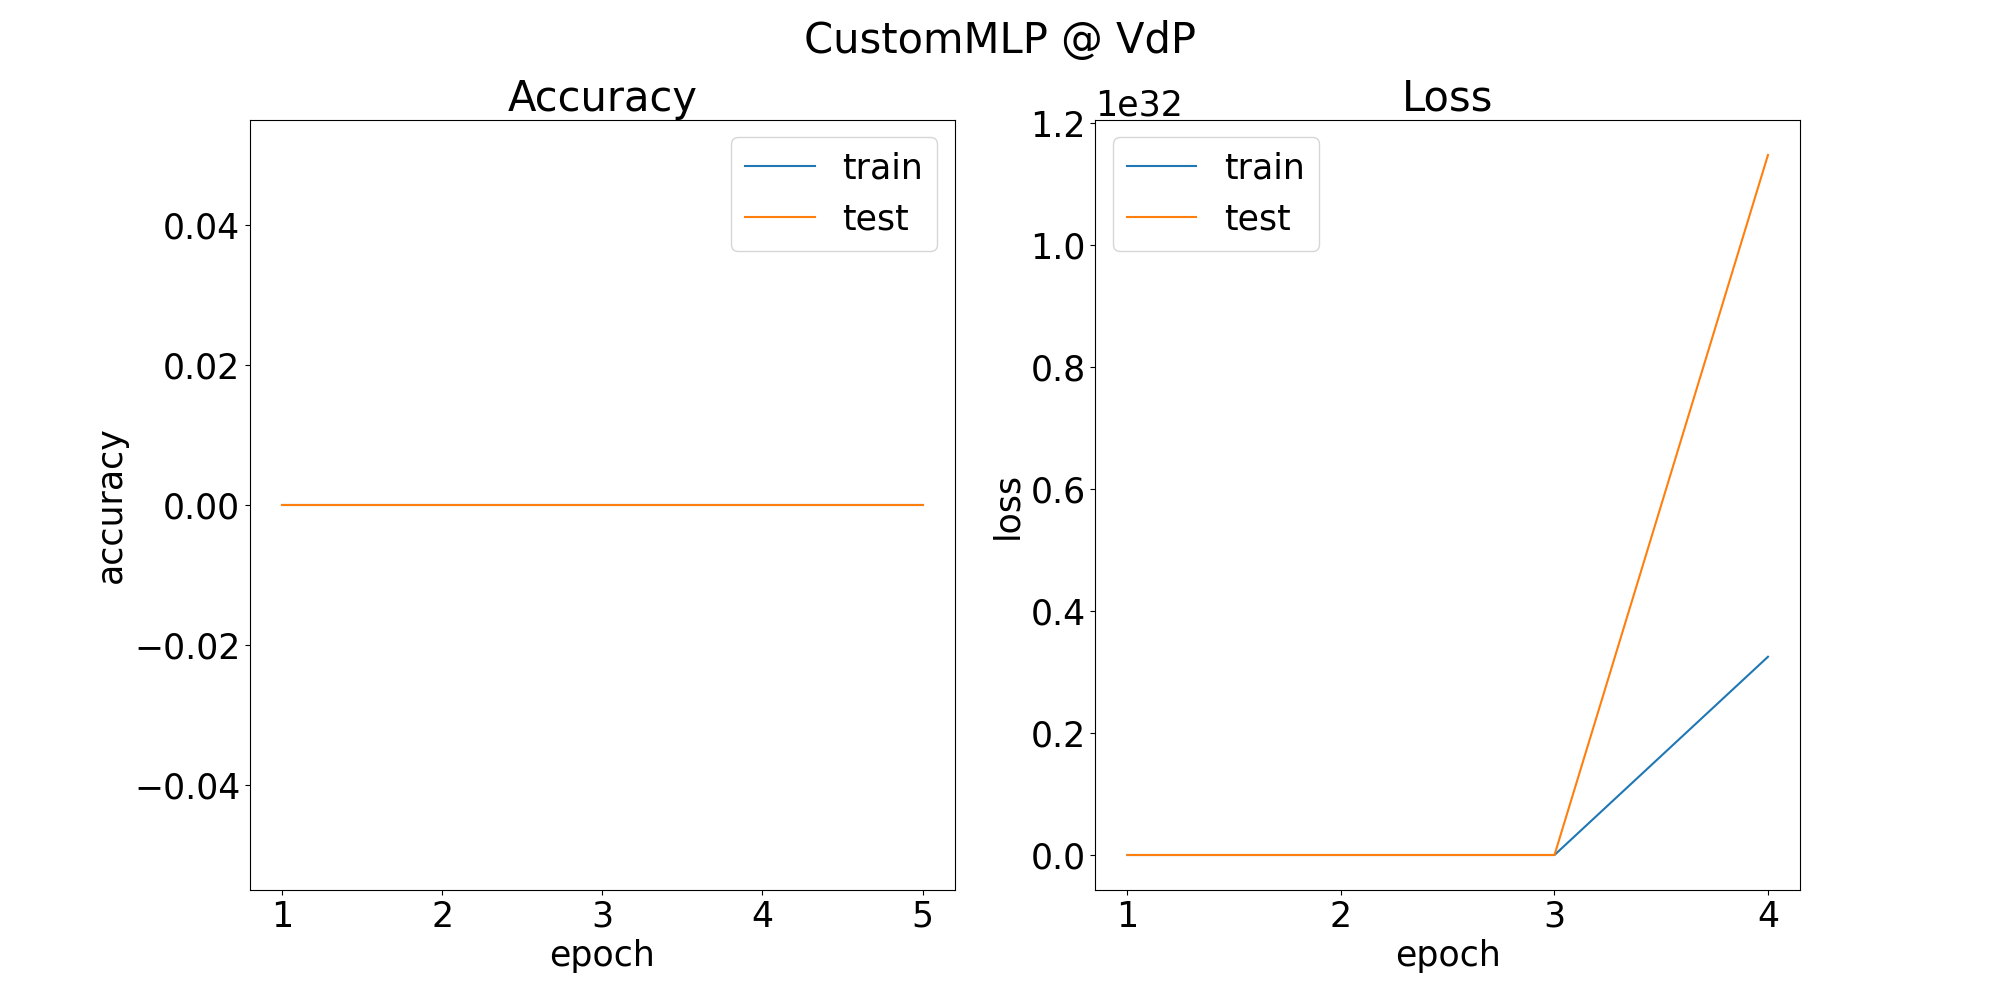 CustomMLP @ VdP
Accuracy
train
test
0.04
0.02
0.00
−0.02
−0.04
accuracy
1 2 3 4 5
epoch
Loss
1e32
train
test
1.2
1.0
0.8
0.6
0.4
0.2
0.0
loss
1 2 3 4
epoch